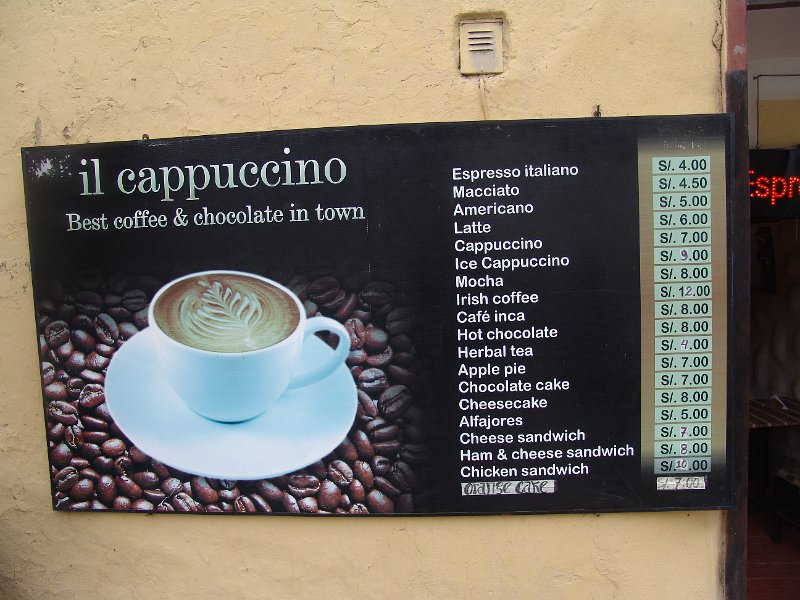 il cappuccino
Best coffee & chocolate in town
Espresso italiano S/. 4.00
Macciato S/. 4.50
Americano S/. 5.00
Latte S/. 6.00
Cappuccino S/. 7.00
Ice Cappuccino S/. 9.00
Mocha S/. 8.00
Irish coffee S/. 12.00
Café inca S/. 8.00
Hot chocolate S/. 8.00
Herbal tea S/. 4.00
Apple pie S/. 7.00
Chocolate cake S/. 7.00
Cheesecake S/. 8.00
Alfajores S/. 5.00
Cheese sandwich S/. 7.00
Ham & cheese sandwich S/. 8.00
Chicken sandwich S/. 10.00
orange cake S/ 7.00
Espr